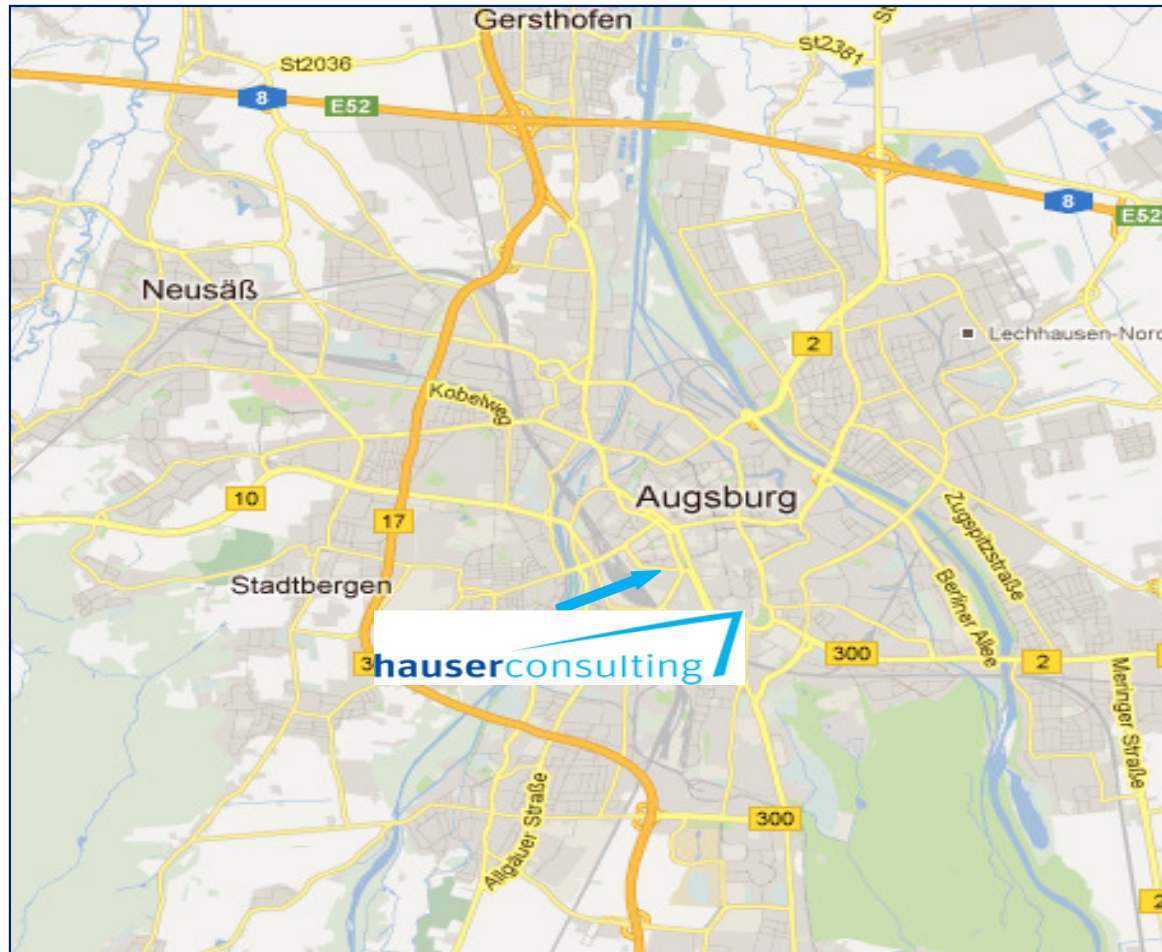 Gersthofen
St2036
St2381
8
E52
8
E52
Neusäß
2
Lechhausen-Nord
Kobelweg
Augsburg
10
17
Zugspitzstraße
Stadtbergen
Berliner Allee
hauserconsulting
300
2
Meringer Straße
300
Allgäuer Straße